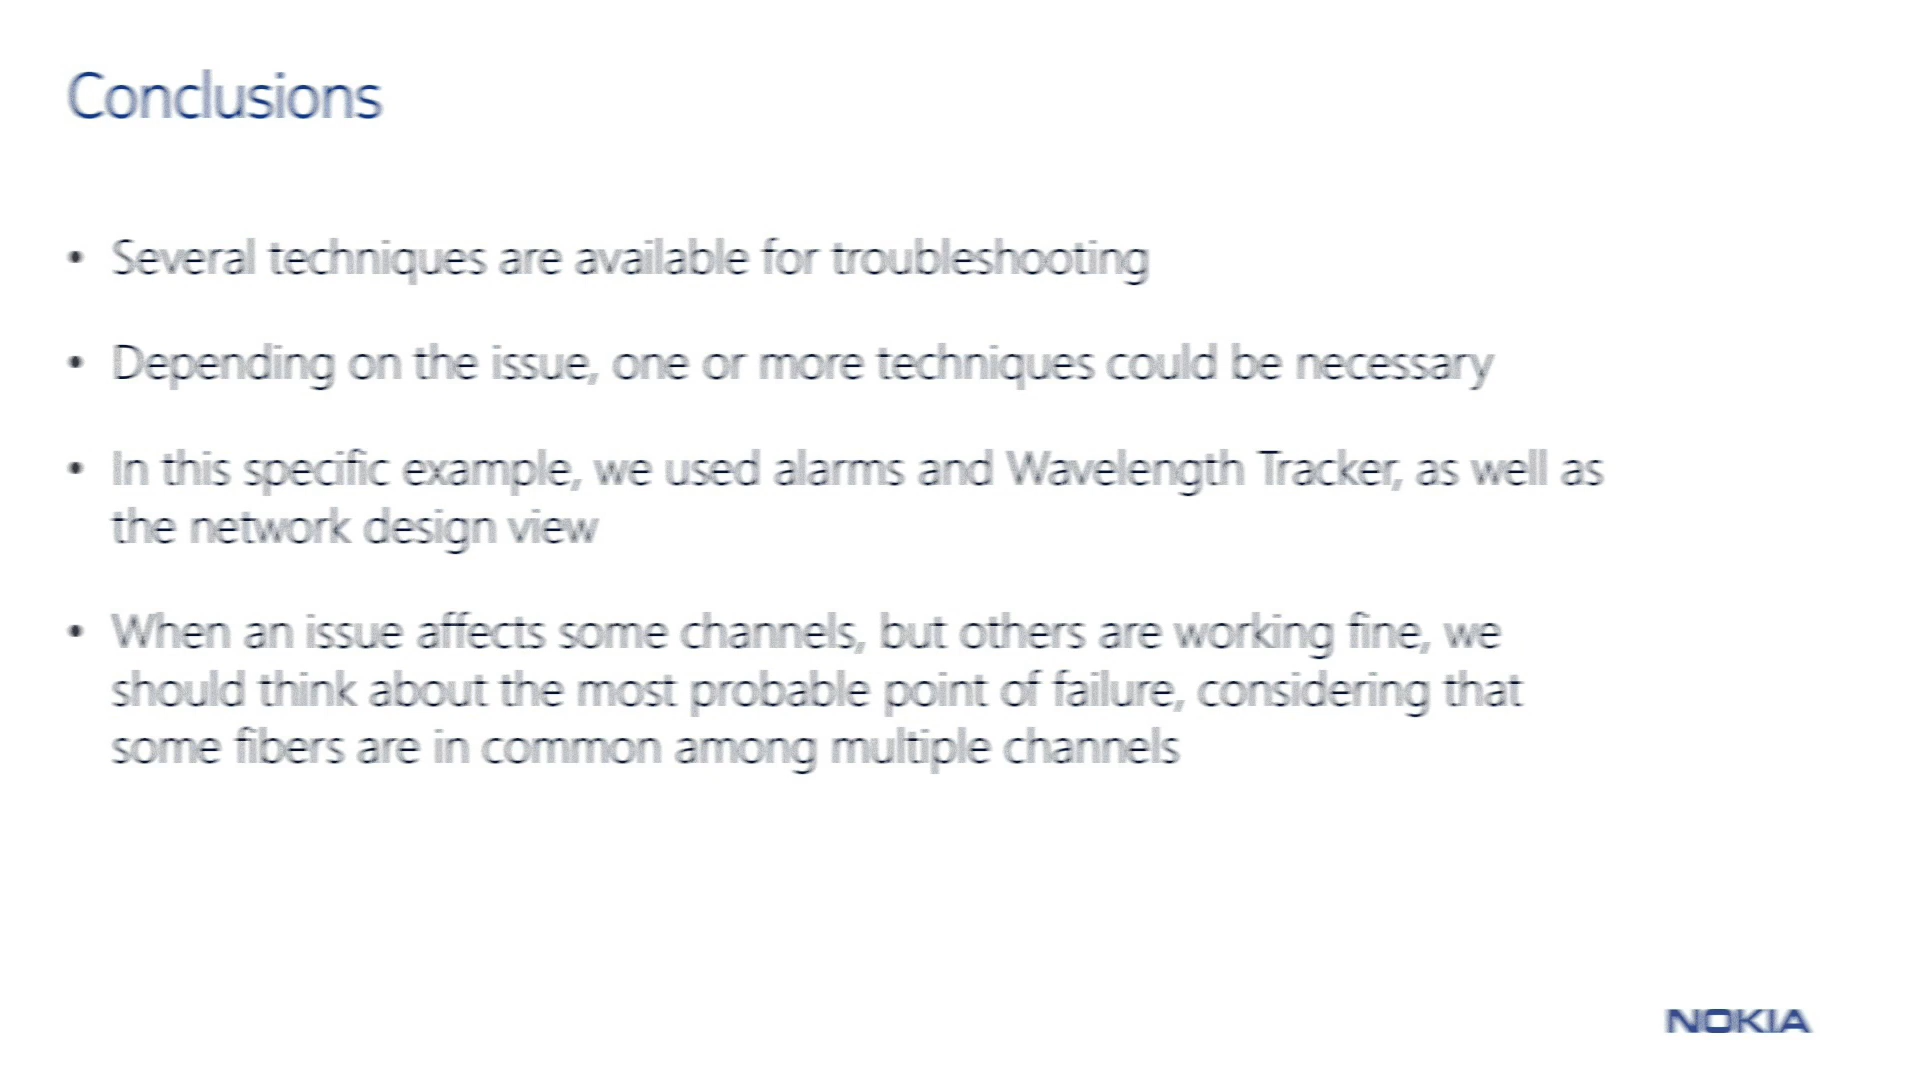 Conclusions
• Several techniques are available for troubleshooting
• Depending on the issue, one or more techniques could be necessary
• In this specific example, we used alarms and Wavelength Tracker, as well as
the network design view
• When an issue affects some channels, but others are working fine, we
should think about the most probable point of failure, considering that
some fibers are in common among multiple channels
NOKIA